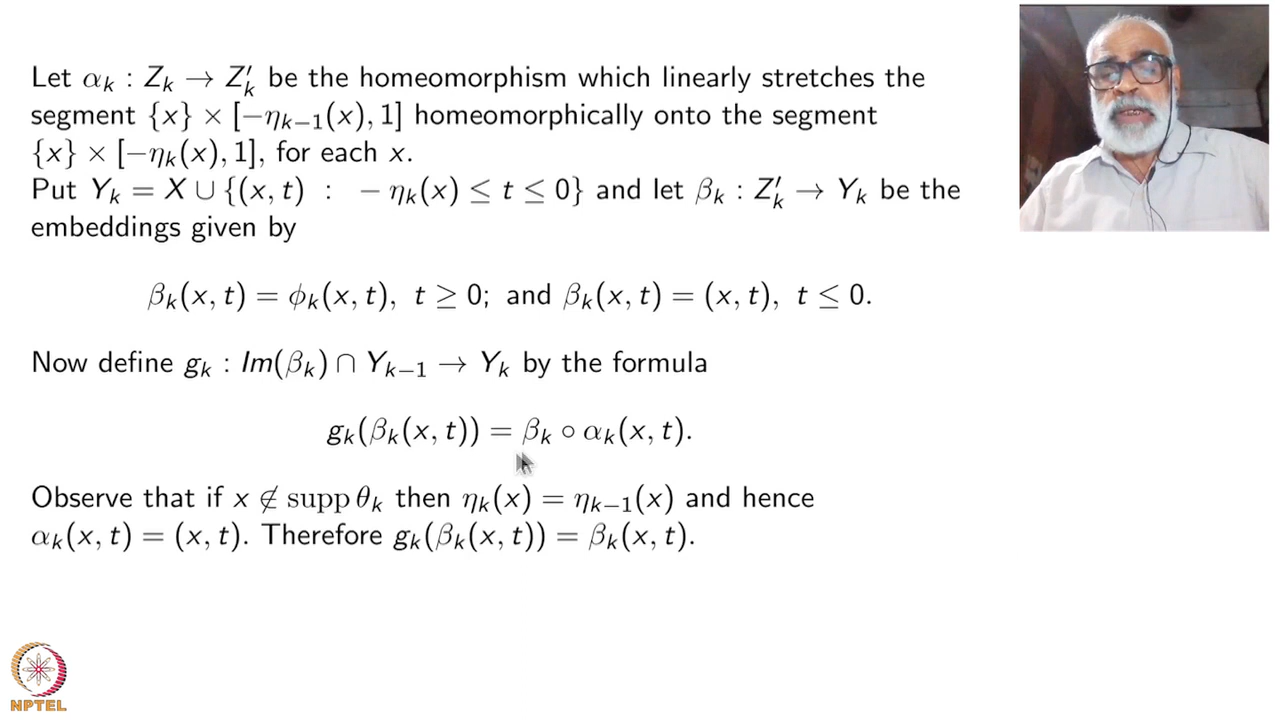 Let αₖ : Zₖ → Z′ₖ be the homeomorphism which linearly stretches the
segment {x} × [−ηₖ₋₁(x), 1] homeomorphically onto the segment
{x} × [−ηₖ(x), 1], for each x.
Put Yₖ = X ∪ {(x, t) : − ηₖ(x) ≤ t ≤ 0} and let βₖ : Z′ₖ → Yₖ be the
embeddings given by
βₖ(x, t) = ϕₖ(x, t), t ≥ 0; and βₖ(x, t) = (x, t), t ≤ 0.
Now define gₖ : Im(βₖ) ∩ Yₖ₋₁ → Yₖ by the formula
gₖ(βₖ(x, t)) = βₖ ∘ αₖ(x, t).
Observe that if x ∉ supp θₖ then ηₖ(x) = ηₖ₋₁(x) and hence
αₖ(x, t) = (x, t). Therefore gₖ(βₖ(x, t)) = βₖ(x, t).
NPTEL